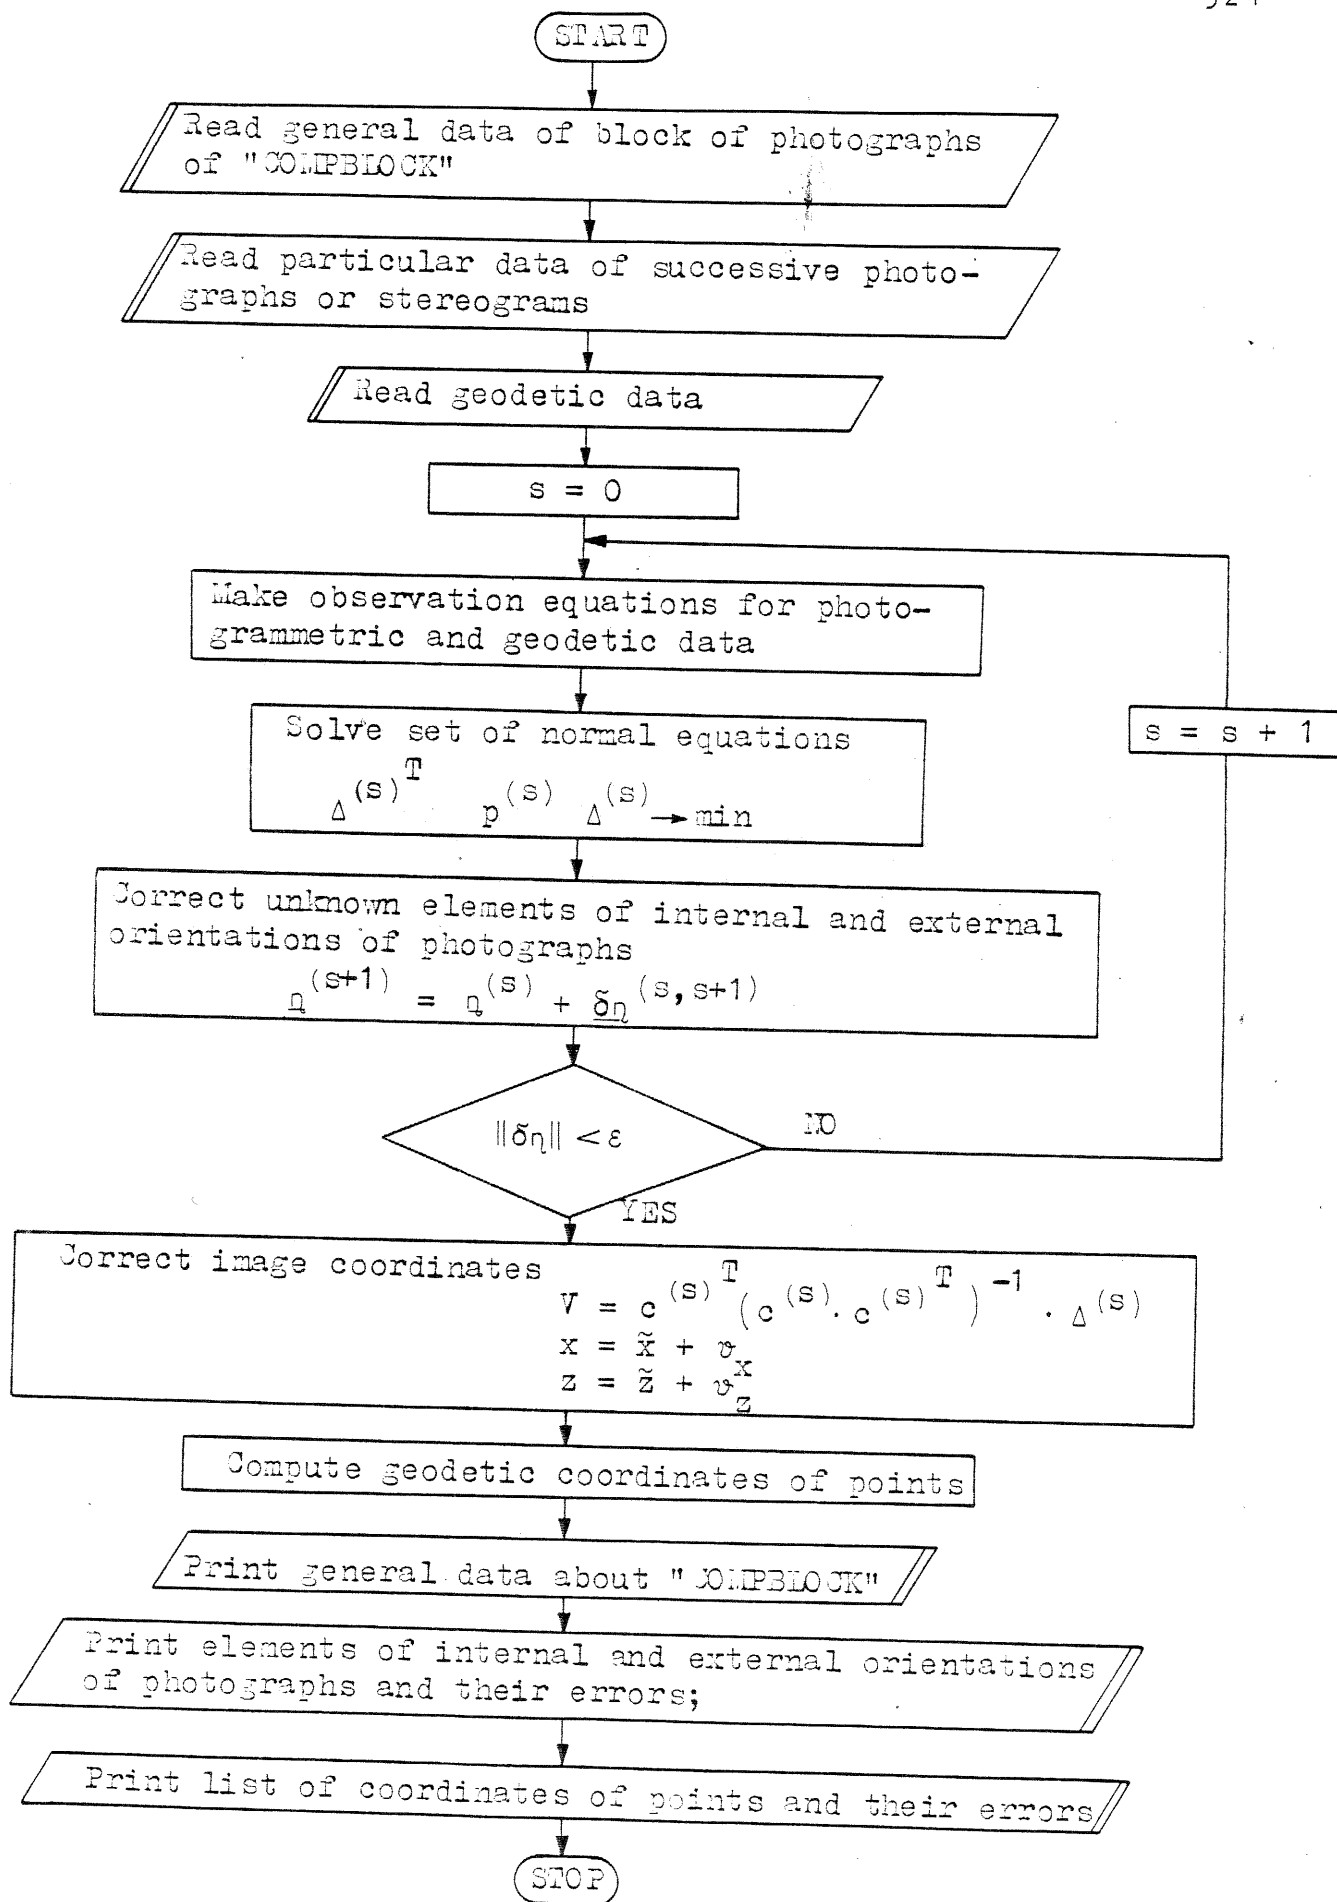 START
Read general data of block of photographs
of "COMPBLOCK"
Read particular data of successive photo-
graphs or stereograms
Read geodetic data
s = 0
Make observation equations for photo-
grammetric and geodetic data
Solve set of normal equations
Δ^(s)^T p^(s) Δ^(s) → min
s = s + 1
Correct unknown elements of internal and external
orientations of photographs
η^(s+1) = η^(s) + δη^(s,s+1)
||δη|| < ε
NO
YES
Correct image coordinates
V = c^(s)^T (c^(s) · c^(s)^T)^-1 · Δ^(s)
x = x̃ + v_x
z = z̃ + v_z
Compute geodetic coordinates of points
Print general data about "COMPBLOCK"
Print elements of internal and external orientations
of photographs and their errors;
Print list of coordinates of points and their errors
STOP